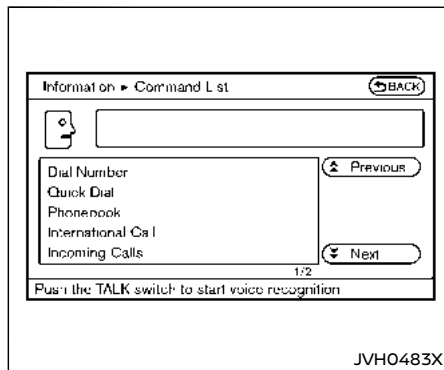 Information ▸ Command List
BACK
Dial Number
Quick Dial
Phonebook
International Call
Incoming Calls
Previous
Next
1/2
Push the TALK switch to start voice recognition
JVH0483X